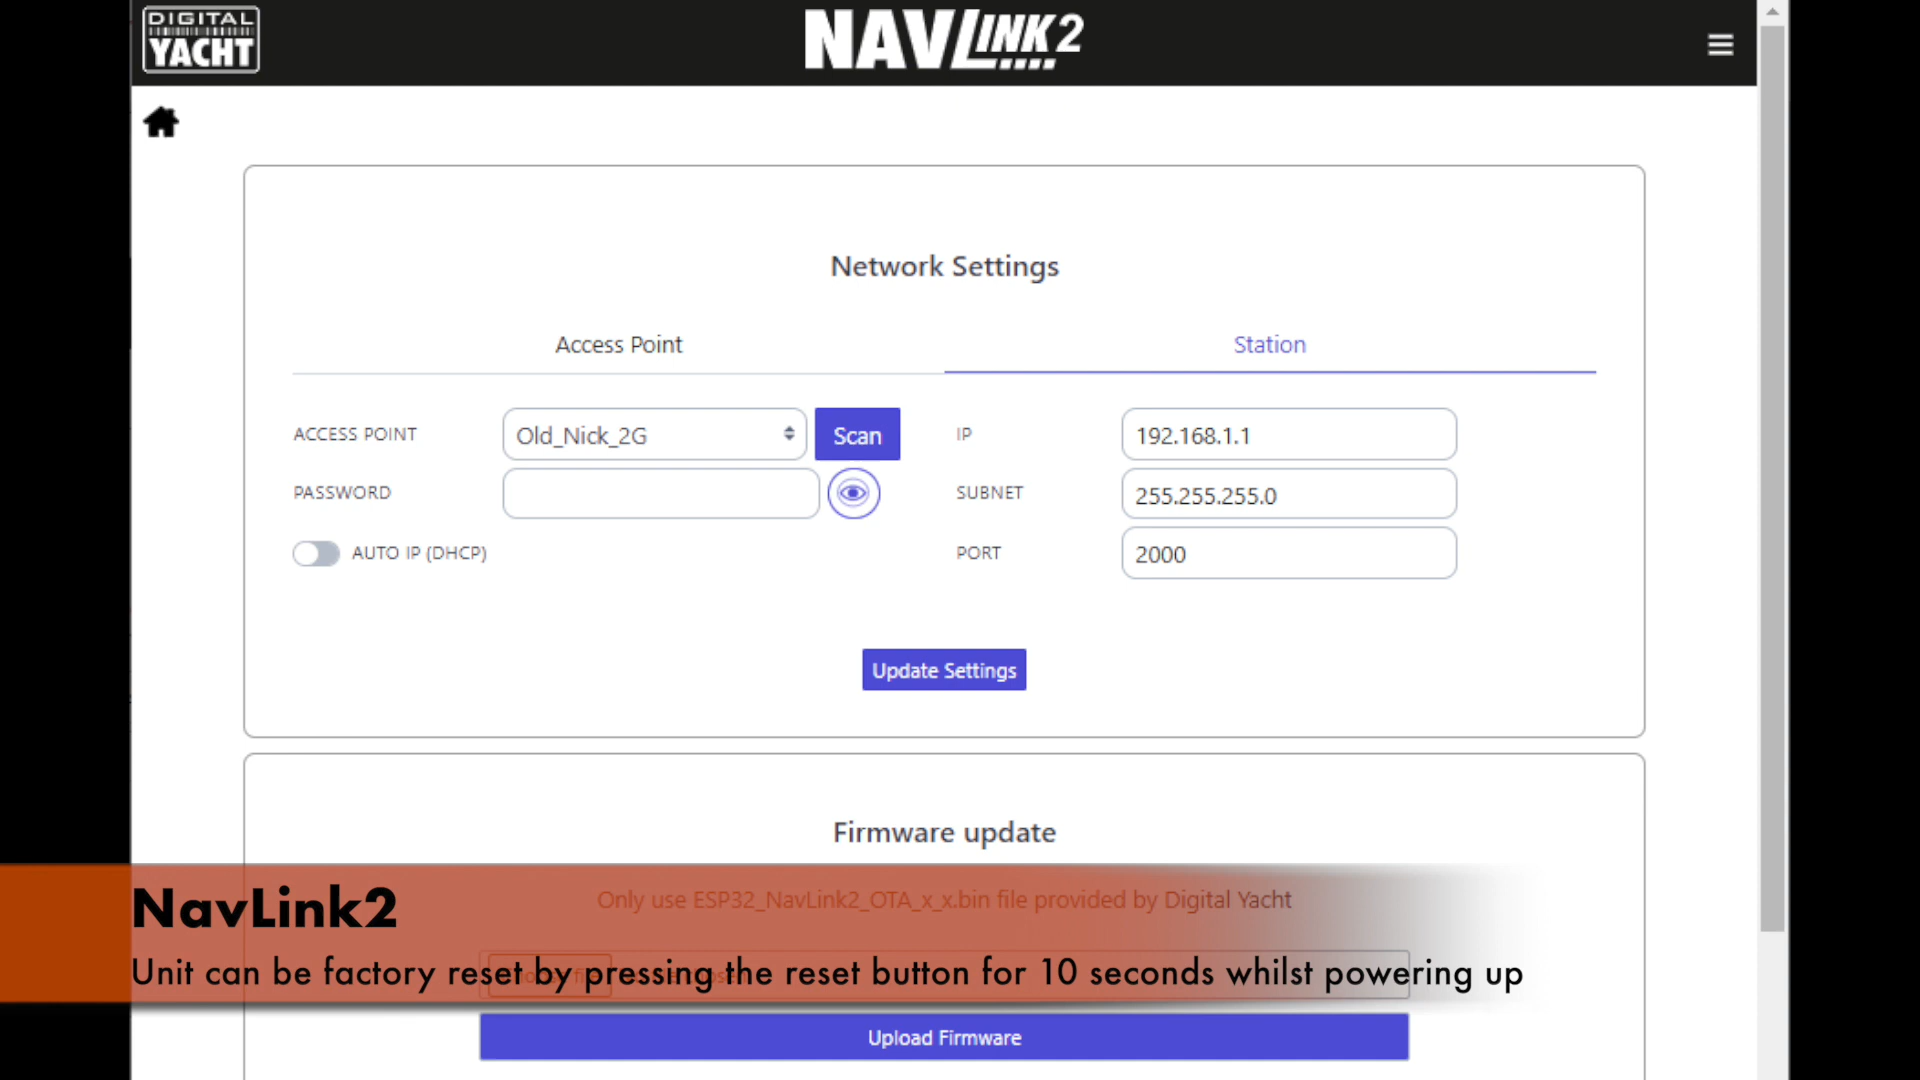 DIGITAL
YACHT
NAVLINK2
Network Settings
Access Point
Station
ACCESS POINT
Old_Nick_2G
Scan
IP
192.168.1.1
PASSWORD
SUBNET
255.255.255.0
AUTO IP (DHCP)
PORT
2000
Update Settings
Firmware update
Only use ESP32_NavLink2_OTA_x_x.bin file provided by Digital Yacht
NavLink2
Unit can be factory reset by pressing the reset button for 10 seconds whilst powering up
Upload Firmware